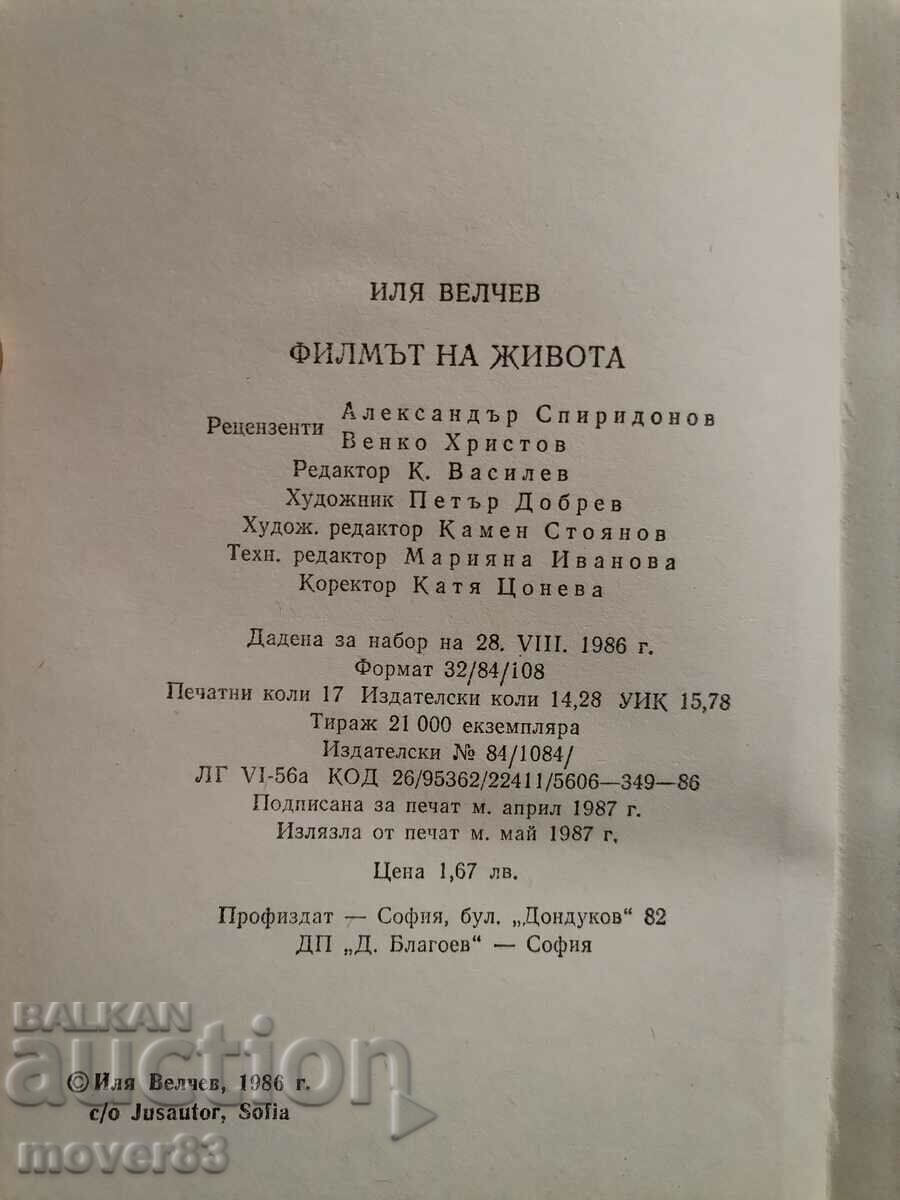 ИЛЯ ВЕЛЧЕВ
ФИЛМЪТ НА ЖИВОТА
Рецензенти Александър Спиридонов
Венко Христов
Редактор К. Василев
Художник Петър Добрев
Худож. редактор Камен Стоянов
Техн. редактор Марияна Иванова
Коректор Катя Цонева
Дадена за набор на 28. VIII. 1986 г.
Формат 32/84/108
Печатни коли 17 Издателски коли 14,28 УИК 15,78
Тираж 21 000 екземпляра
Издателски № 84/1084/
ЛГ VI-56а КОД 26/95362/22411/5606—349—86
Подписана за печат м. април 1987 г.
Излязла от печат м. май 1987 г.
Цена 1,67 лв.
Профиздат — София, бул. „Дондуков“ 82
ДП „Д. Благоев“ — София
BALKAN
auction
© Иля Велчев, 1986 г.
c/o Jusautor, Sofia
mover83